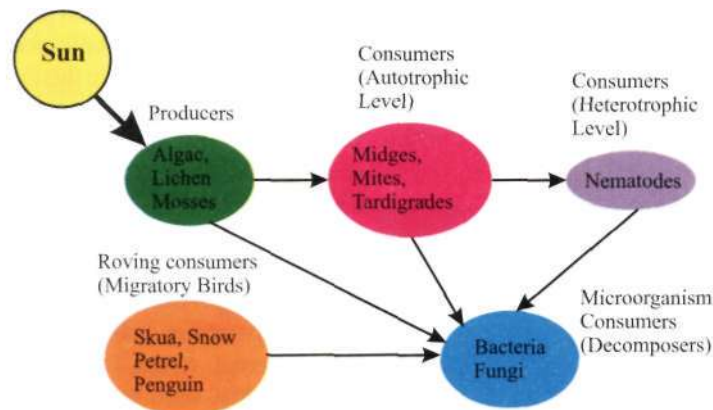 Sun
Producers
Algac,
Lichen
Mosses
Consumers
(Autotrophic
Level)
Midges,
Mites,
Tardigrades
Consumers
(Heterotrophic
Level)
Nematodes
Roving consumers
(Migratory Birds)
Skua, Snow
Petrel,
Penguin
Bacteria
Fungi
Microorganism
Consumers
(Decomposers)